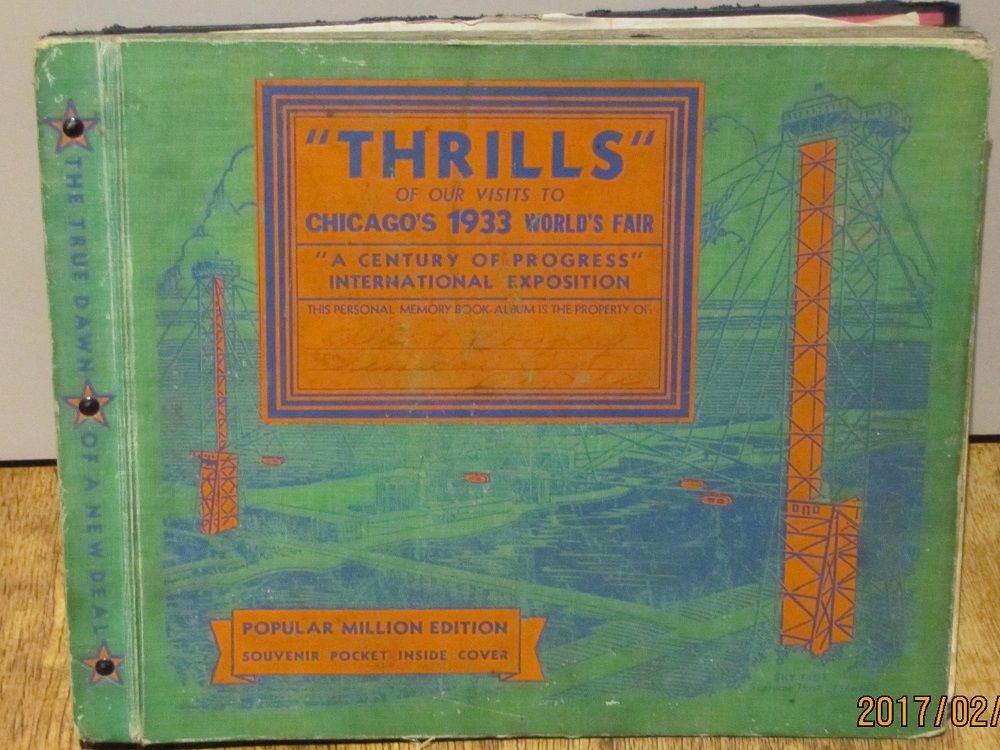 THE TRUE DAWN OF A NEW DEAL
"THRILLS"
OF OUR VISITS TO
CHICAGO'S 1933 WORLD'S FAIR
"A CENTURY OF PROGRESS"
INTERNATIONAL EXPOSITION
THIS PERSONAL MEMORY BOOK-ALBUM IS THE PROPERTY OF:
POPULAR MILLION EDITION
SOUVENIR POCKET INSIDE COVER
SKY RIDE
2017/02/